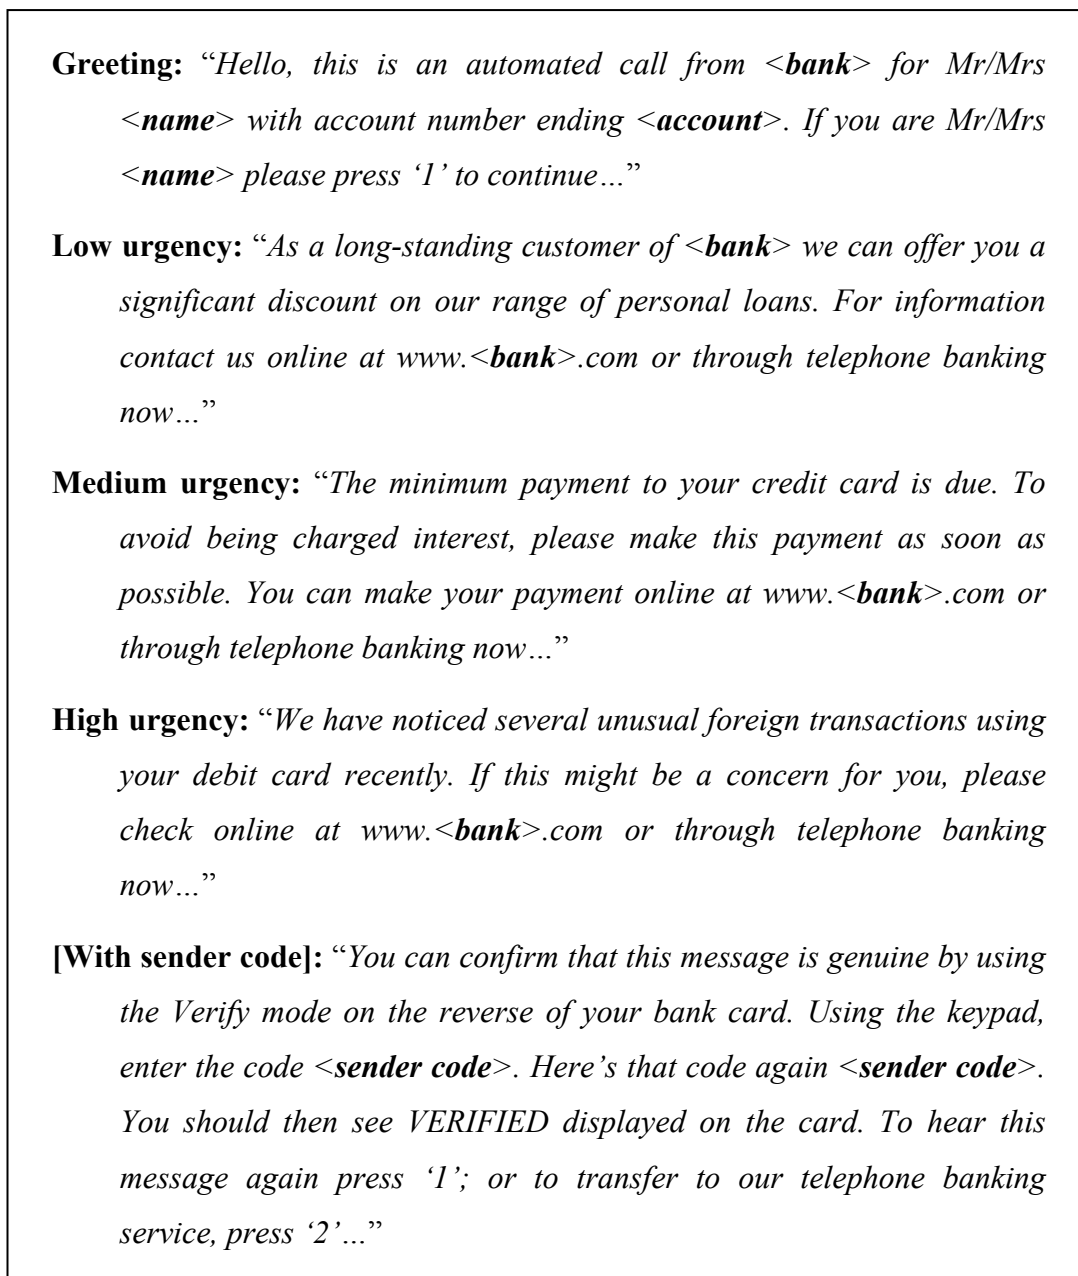 Greeting: “Hello, this is an automated call from <bank> for Mr/Mrs
<name> with account number ending <account>. If you are Mr/Mrs
<name> please press ‘1’ to continue…”
Low urgency: “As a long-standing customer of <bank> we can offer you a
significant discount on our range of personal loans. For information
contact us online at www.<bank>.com or through telephone banking
now…”
Medium urgency: “The minimum payment to your credit card is due. To
avoid being charged interest, please make this payment as soon as
possible. You can make your payment online at www.<bank>.com or
through telephone banking now…”
High urgency: “We have noticed several unusual foreign transactions using
your debit card recently. If this might be a concern for you, please
check online at www.<bank>.com or through telephone banking
now…”
[With sender code]: “You can confirm that this message is genuine by using
the Verify mode on the reverse of your bank card. Using the keypad,
enter the code <sender code>. Here’s that code again <sender code>.
You should then see VERIFIED displayed on the card. To hear this
message again press ‘1’; or to transfer to our telephone banking
service, press ‘2’…”